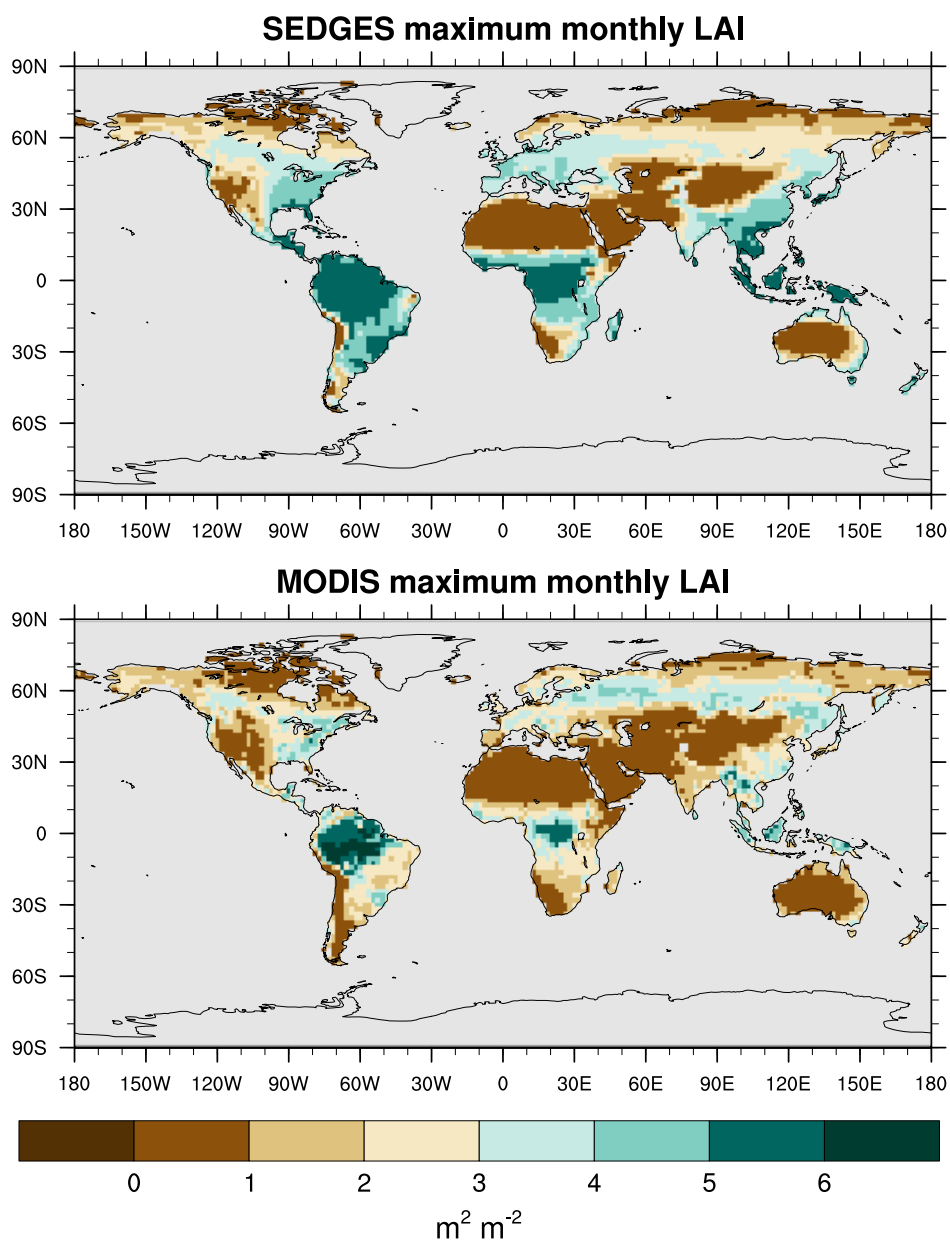 SEDGES maximum monthly LAI
90N
60N
30N
0
30S
60S
90S
180 150W 120W 90W 60W 30W 0 30E 60E 90E 120E 150E 180
MODIS maximum monthly LAI
90N
60N
30N
0
30S
60S
90S
180 150W 120W 90W 60W 30W 0 30E 60E 90E 120E 150E 180
0 1 2 3 4 5 6
m² m⁻²